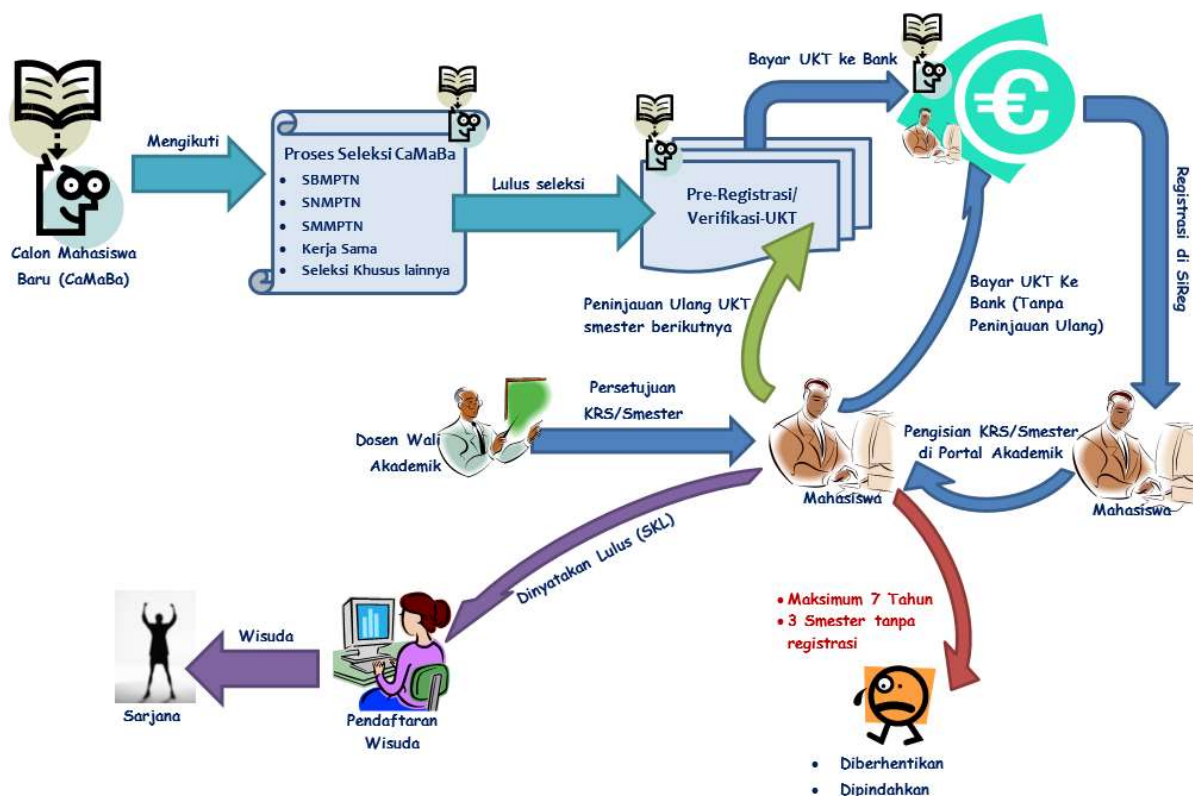 Bayar UKT ke Bank
Mengikuti
Proses Seleksi CaMaBa
• SBMPTN
• SNMPTN
• SMMPTN
• Kerja Sama
• Seleksi Khusus lainnya
Lulus seleksi
Pre-Registrasi/
Verifikasi-UKT
Registrasi di SiReg
Calon Mahasiswa
Baru (CaMaBa)
Peninjauan Ulang UKT
smester berikutnya
Bayar UKT Ke
Bank (Tanpa
Peninjauan Ulang)
Persetujuan
KRS/Smester
Dosen Wali
Akademik
Pengisian KRS/Smester
di Portal Akademik
Mahasiswa
Mahasiswa
Dinyatakan Lulus (SKL)
• Maksimum 7 Tahun
• 3 Smester tanpa
registrasi
Wisuda
Sarjana
Pendaftaran
Wisuda
• Diberhentikan
• Dipindahkan